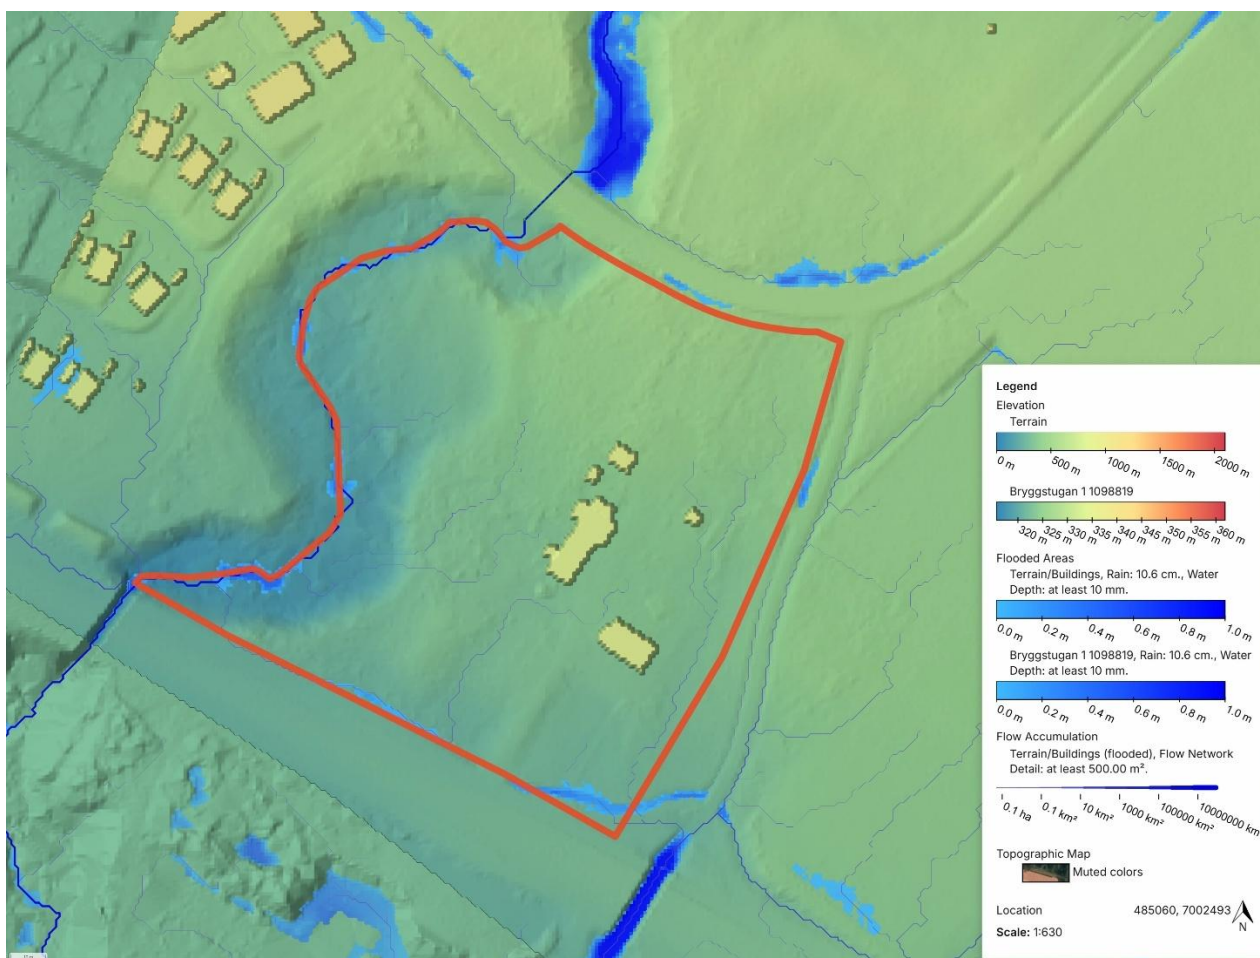 Legend
Elevation
Terrain
0 m 500 m 1000 m 1500 m 2000 m
Bryggstugan 1 1098819
320 m 325 m 330 m 335 m 340 m 345 m 350 m 355 m 360 m
Flooded Areas
Terrain/Buildings, Rain: 10.6 cm., Water
Depth: at least 10 mm.
0.0 m 0.2 m 0.4 m 0.6 m 0.8 m 1.0 m
Bryggstugan 1 1098819, Rain: 10.6 cm., Water
Depth: at least 10 mm.
0.0 m 0.2 m 0.4 m 0.6 m 0.8 m 1.0 m
Flow Accumulation
Terrain/Buildings (flooded), Flow Network
Detail: at least 500.00 m².
0.1 ha 0.1 km² 10 km² 1000 km² 100000 km² 10000000 km
Topographic Map
Muted colors
Location 485060, 7002493
Scale: 1:630
N